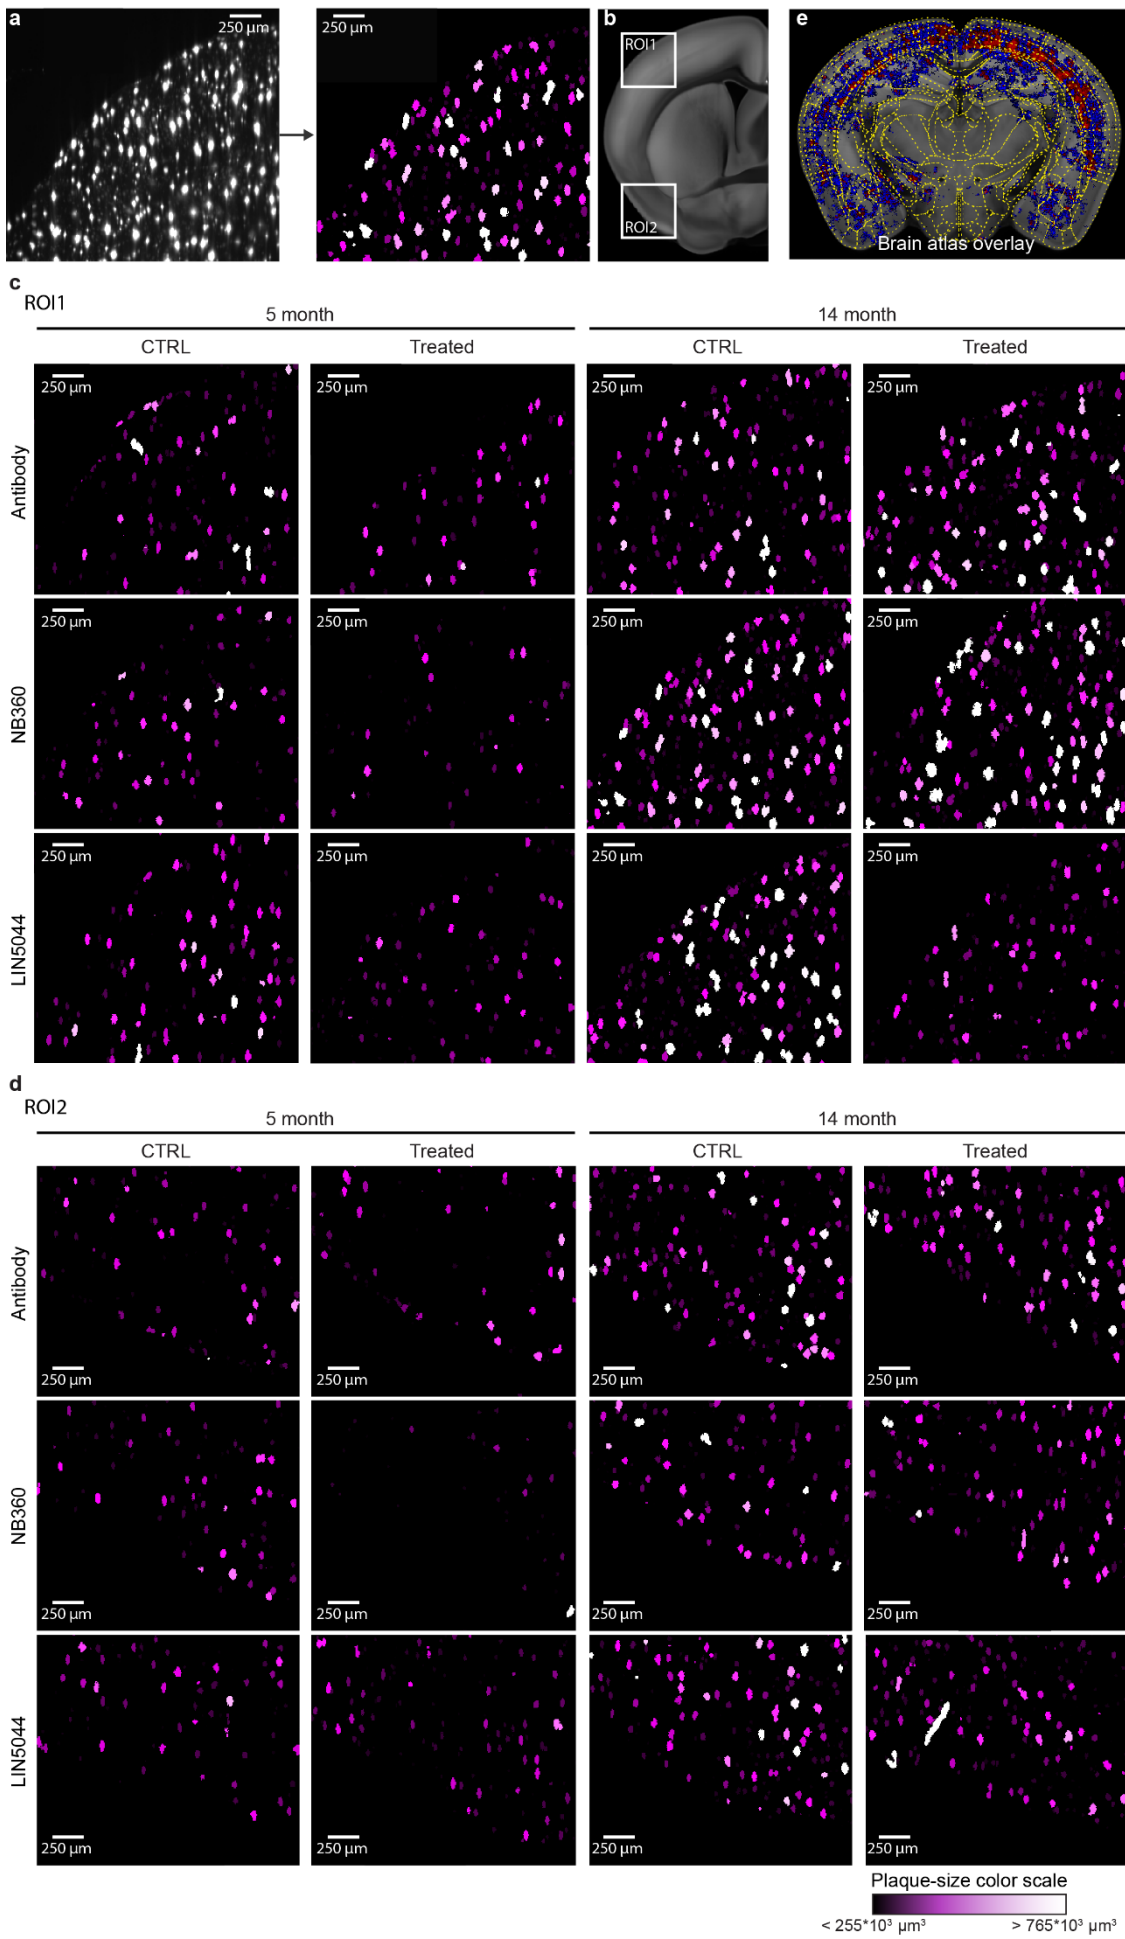 a
250 µm
250 µm
b
ROI1
ROI2
e
Brain atlas overlay
c
ROI1
5 month
14 month
CTRL
Treated
CTRL
Treated
Antibody
250 µm
250 µm
250 µm
250 µm
NB360
250 µm
250 µm
250 µm
250 µm
LIN5044
250 µm
250 µm
250 µm
250 µm
d
ROI2
5 month
14 month
CTRL
Treated
CTRL
Treated
Antibody
250 µm
250 µm
250 µm
250 µm
NB360
250 µm
250 µm
250 µm
250 µm
LIN5044
250 µm
250 µm
250 µm
250 µm
Plaque-size color scale
< 255*10³ µm³
> 765*10³ µm³